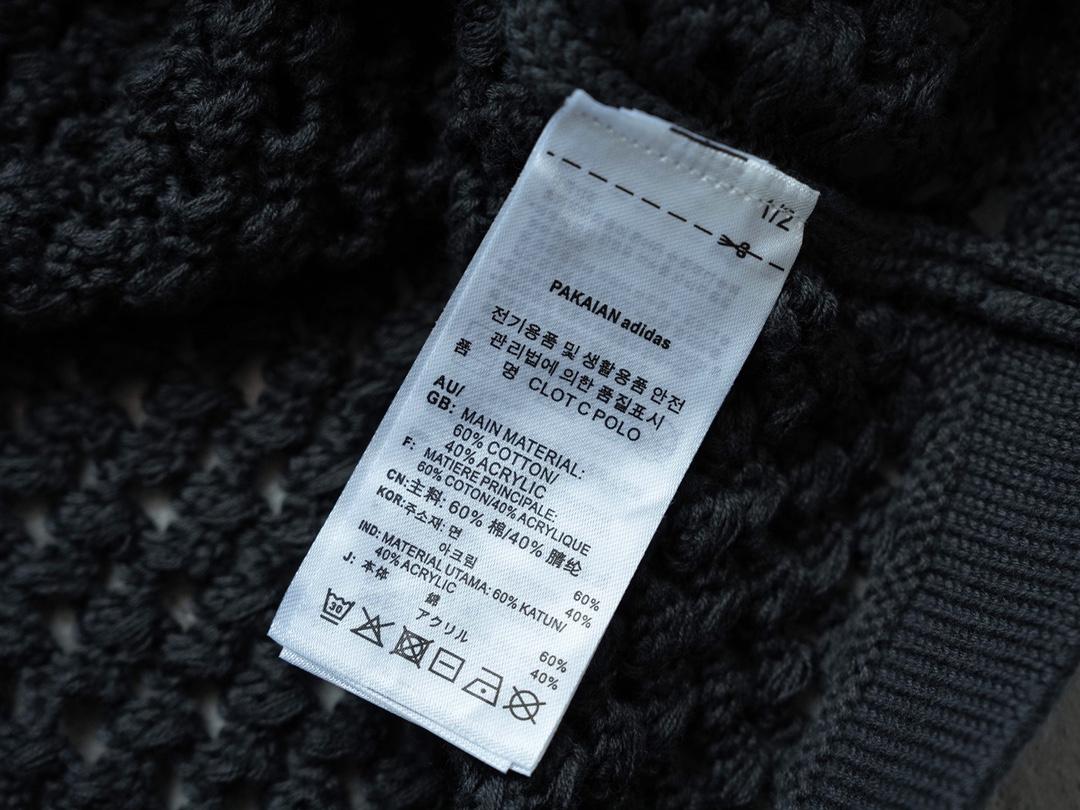 1/2
PAKAIAN adidas
전기용품 및 생활용품 안전
관리법에 의한 품질표시
품 명 CLOT C POLO
AU/
GB: MAIN MATERIAL:
60% COTTON/
40% ACRYLIC
F: MATIERE PRINCIPALE:
60% COTON/40% ACRYLIQUE
CN:主料: 60% 棉/40% 腈纶
KOR:주소재: 면 60%
아크릴 40%
IND: MATERIAL UTAMA: 60% KATUN/
40% ACRYLIC
J: 本体
綿 60%
アクリル 40%
30